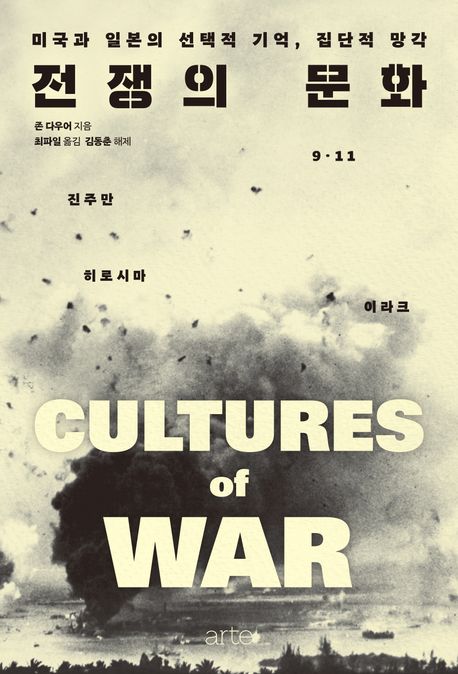 미국과 일본의 선택적 기억, 집단적 망각
전쟁의 문화
존 다우어 지음
최파일 옮김 김동춘 해제
9·11
진주만
히로시마
이라크
CULTURES
of
WAR
arte